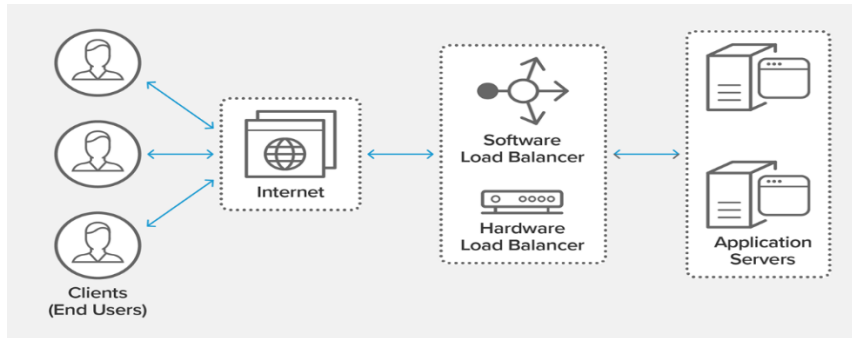 Clients
(End Users)
Internet
Software
Load Balancer
Hardware
Load Balancer
Application
Servers